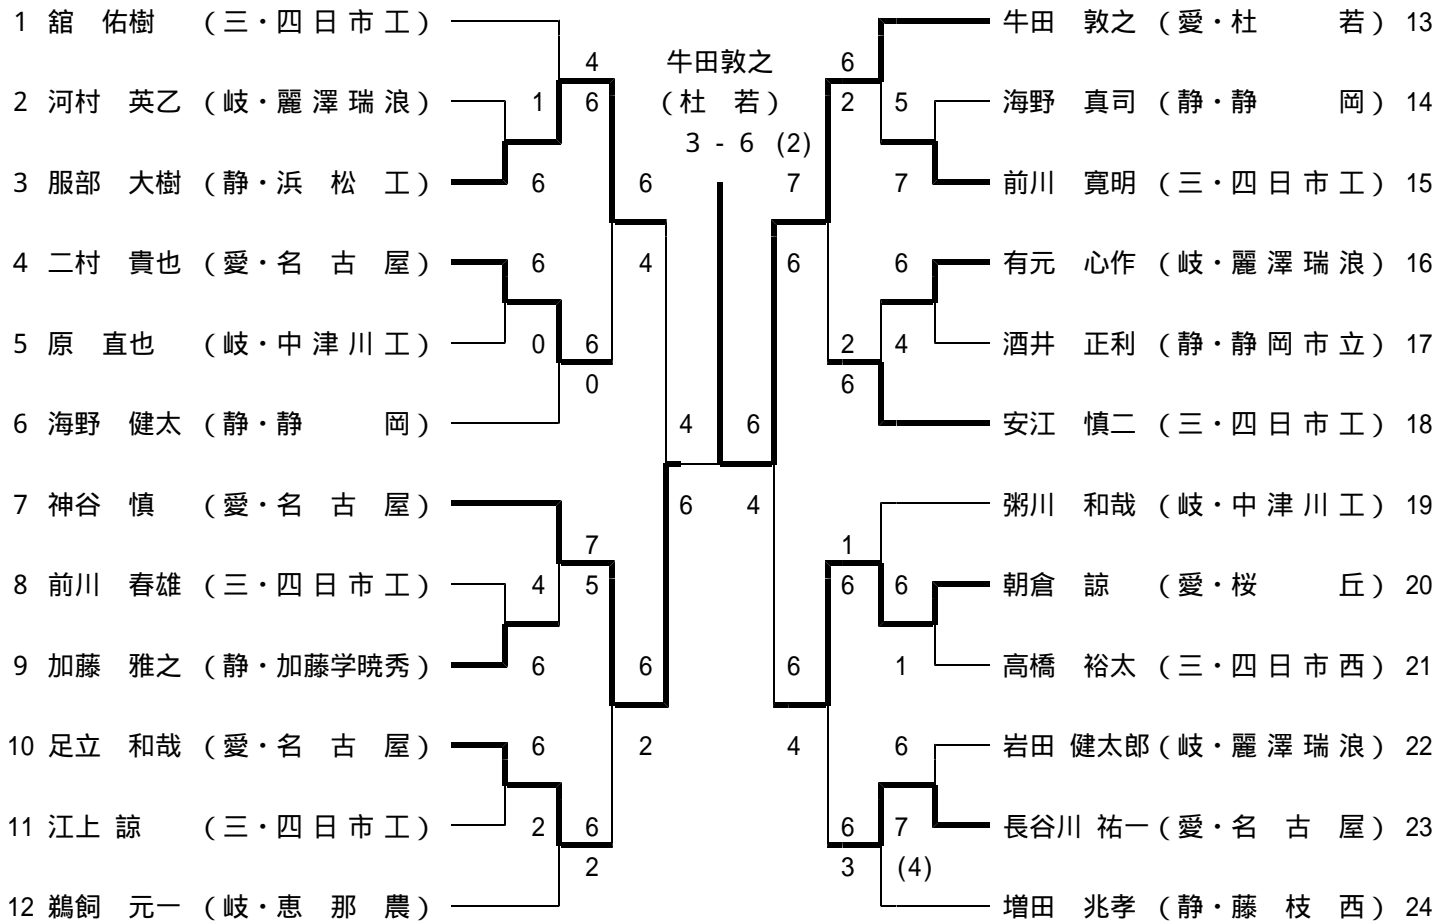 1 舘 佑樹 (三・四日市工)
2 河村 英乙 (岐・麗澤瑞浪)
3 服部 大樹 (静・浜松工)
4 二村 貴也 (愛・名古屋)
5 原 直也 (岐・中津川工)
6 海野 健太 (静・静岡)
7 神谷 慎 (愛・名古屋)
8 前川 春雄 (三・四日市工)
9 加藤 雅之 (静・加藤学暁秀)
10 足立 和哉 (愛・名古屋)
11 江上 諒 (三・四日市工)
12 鵜飼 元一 (岐・恵那農)
4
1 6
6 6
6 4
0 6
0
4
6
7
4 5
6 6
6 2
2 6
2
牛田敦之
(杜 若)
3 - 6 (2)
6
2 5
7 7
6 6
2 4
6
6
4
1
6 6
6 1
4 6
6 7
3 (4)
牛田 敦之 (愛・杜若) 13
海野 真司 (静・静岡) 14
前川 寛明 (三・四日市工) 15
有元 心作 (岐・麗澤瑞浪) 16
酒井 正利 (静・静岡市立) 17
安江 慎二 (三・四日市工) 18
粥川 和哉 (岐・中津川工) 19
朝倉 諒 (愛・桜丘) 20
高橋 裕太 (三・四日市西) 21
岩田 健太郎 (岐・麗澤瑞浪) 22
長谷川 祐一 (愛・名古屋) 23
増田 兆孝 (静・藤枝西) 24